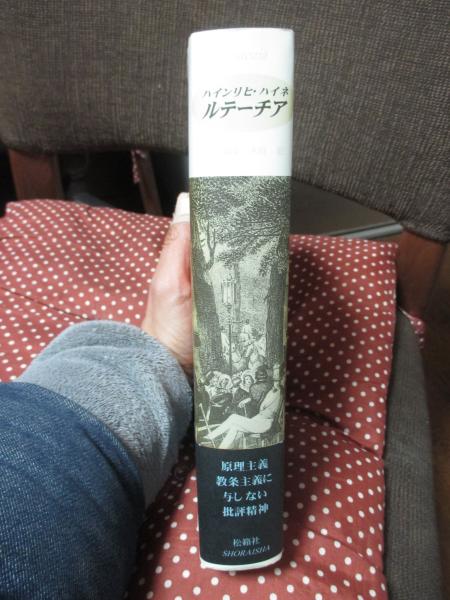 ハインリヒ・ハイネ
ルテーチア
原理主義
教条主義に
与しない
批評精神
松籟社
SHORAISHA